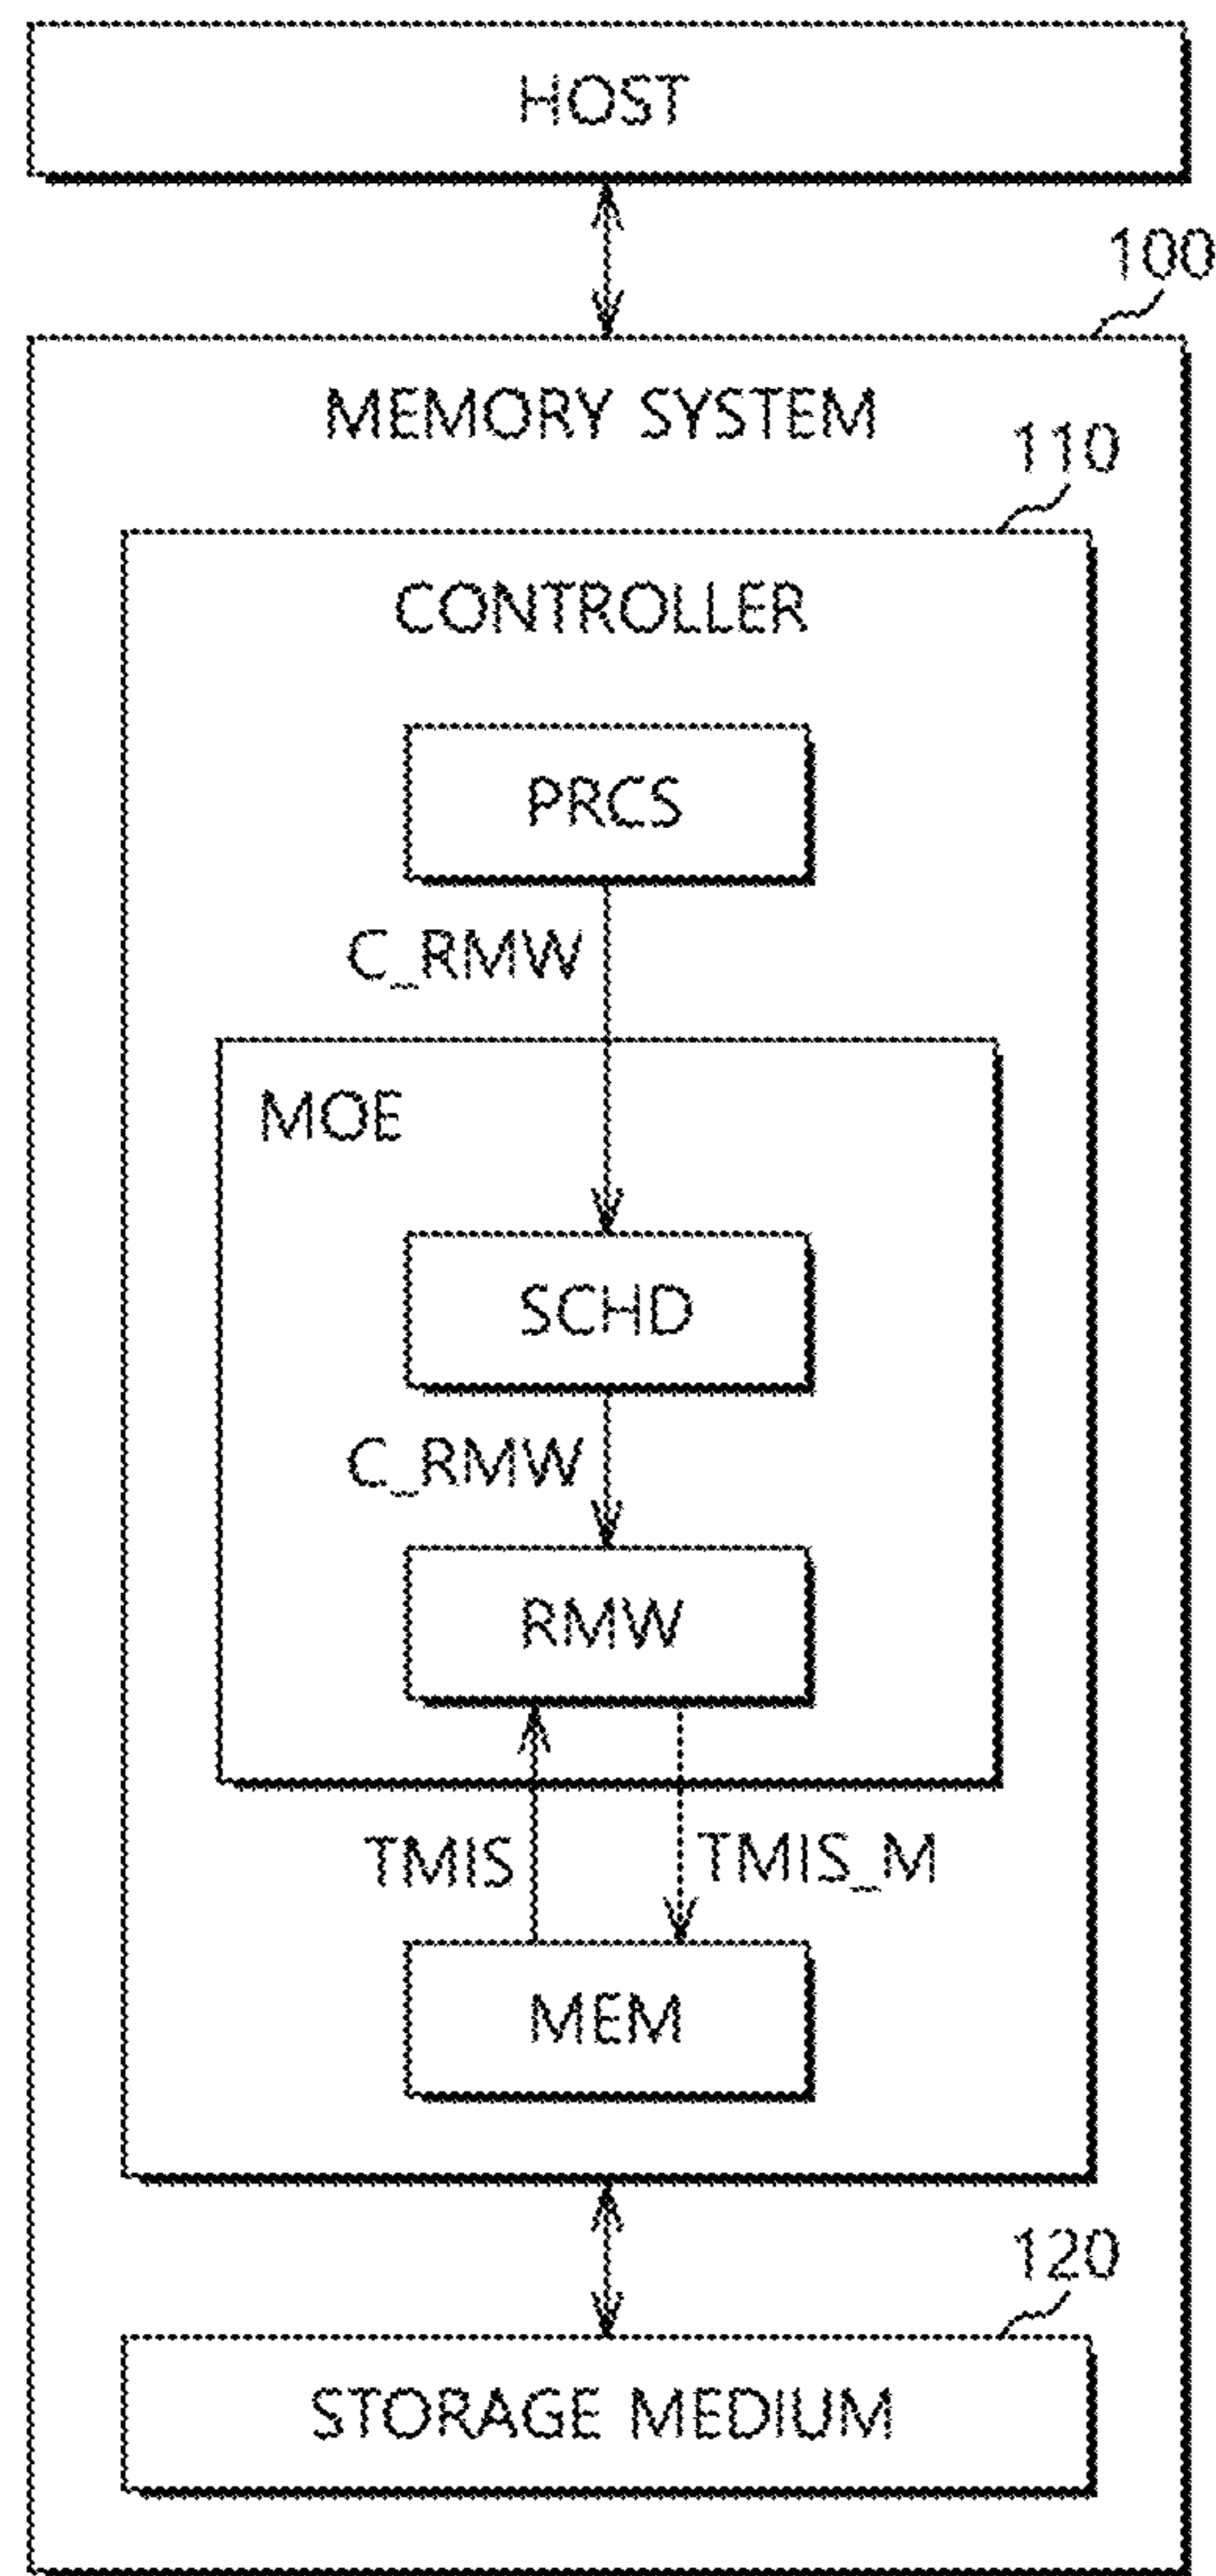 HOST
100
MEMORY SYSTEM
110
CONTROLLER
PRCS
C_RMW
MOE
SCHD
C_RMW
RMW
TMIS
TMIS_M
MEM
120
STORAGE MEDIUM